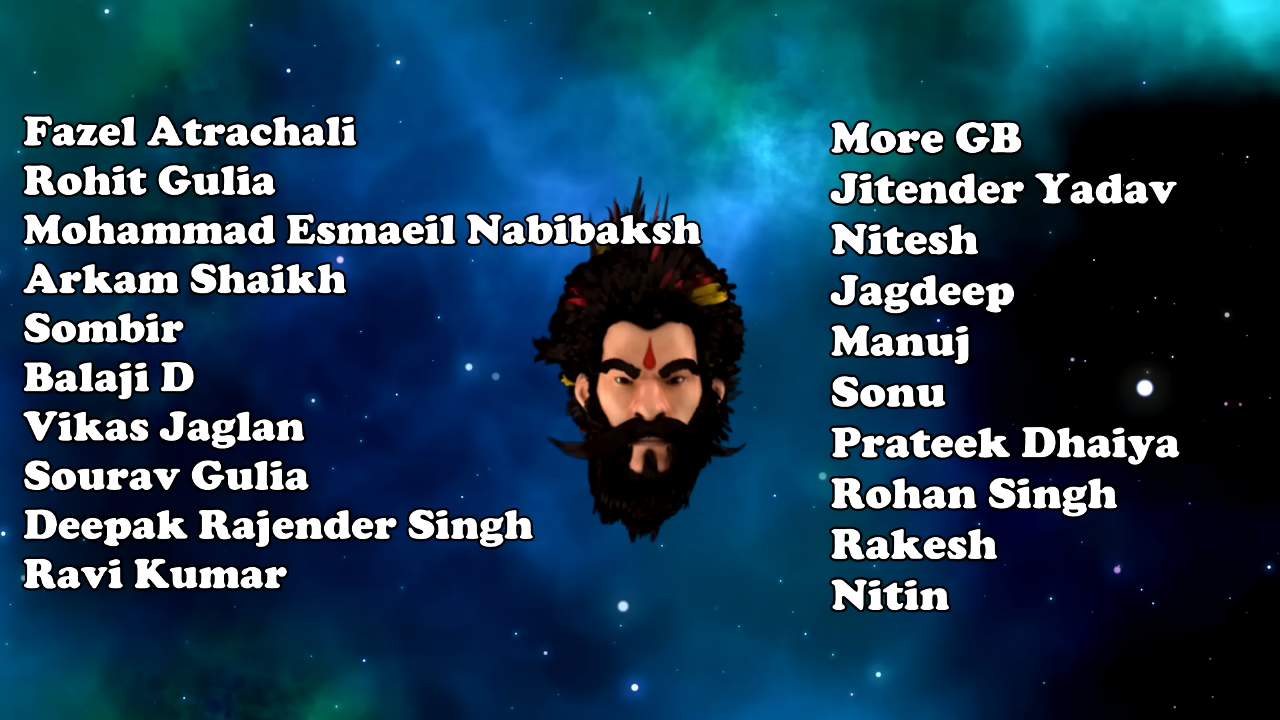 Fazel Atrachali
Rohit Gulia
Mohammad Esmaeil Nabibaksh
Arkam Shaikh
Sombir
Balaji D
Vikas Jaglan
Sourav Gulia
Deepak Rajender Singh
Ravi Kumar
More GB
Jitender Yadav
Nitesh
Jagdeep
Manuj
Sonu
Prateek Dhaiya
Rohan Singh
Rakesh
Nitin